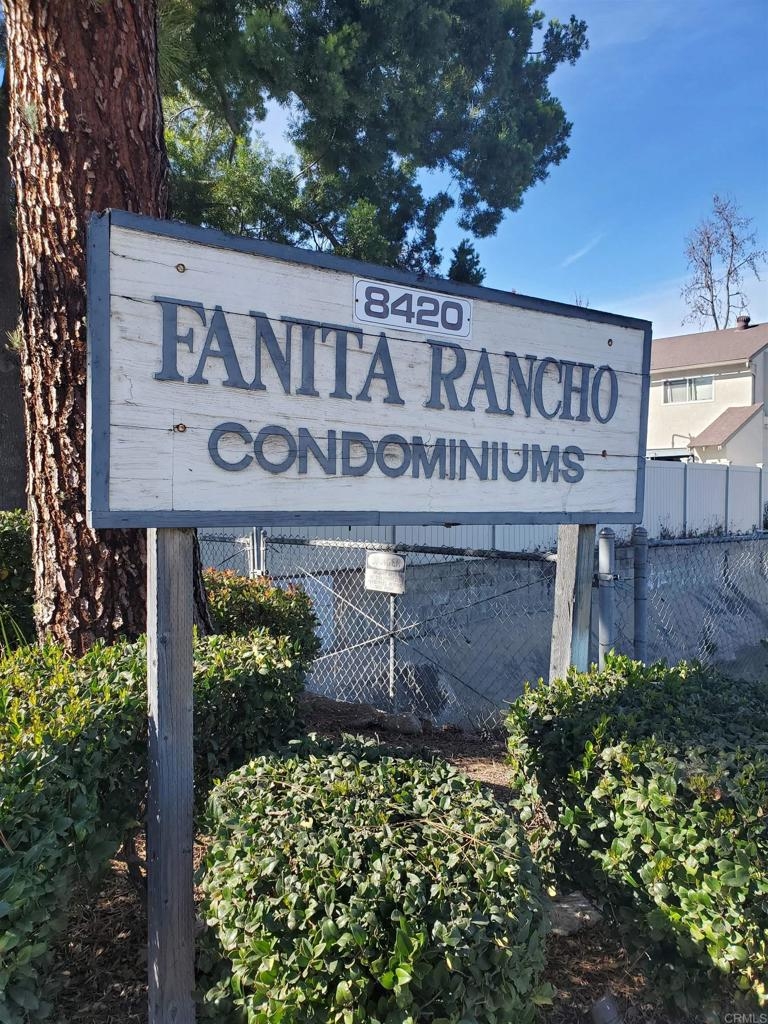 8420
FANITA RANCHO
CONDOMINIUMS
CRMLS